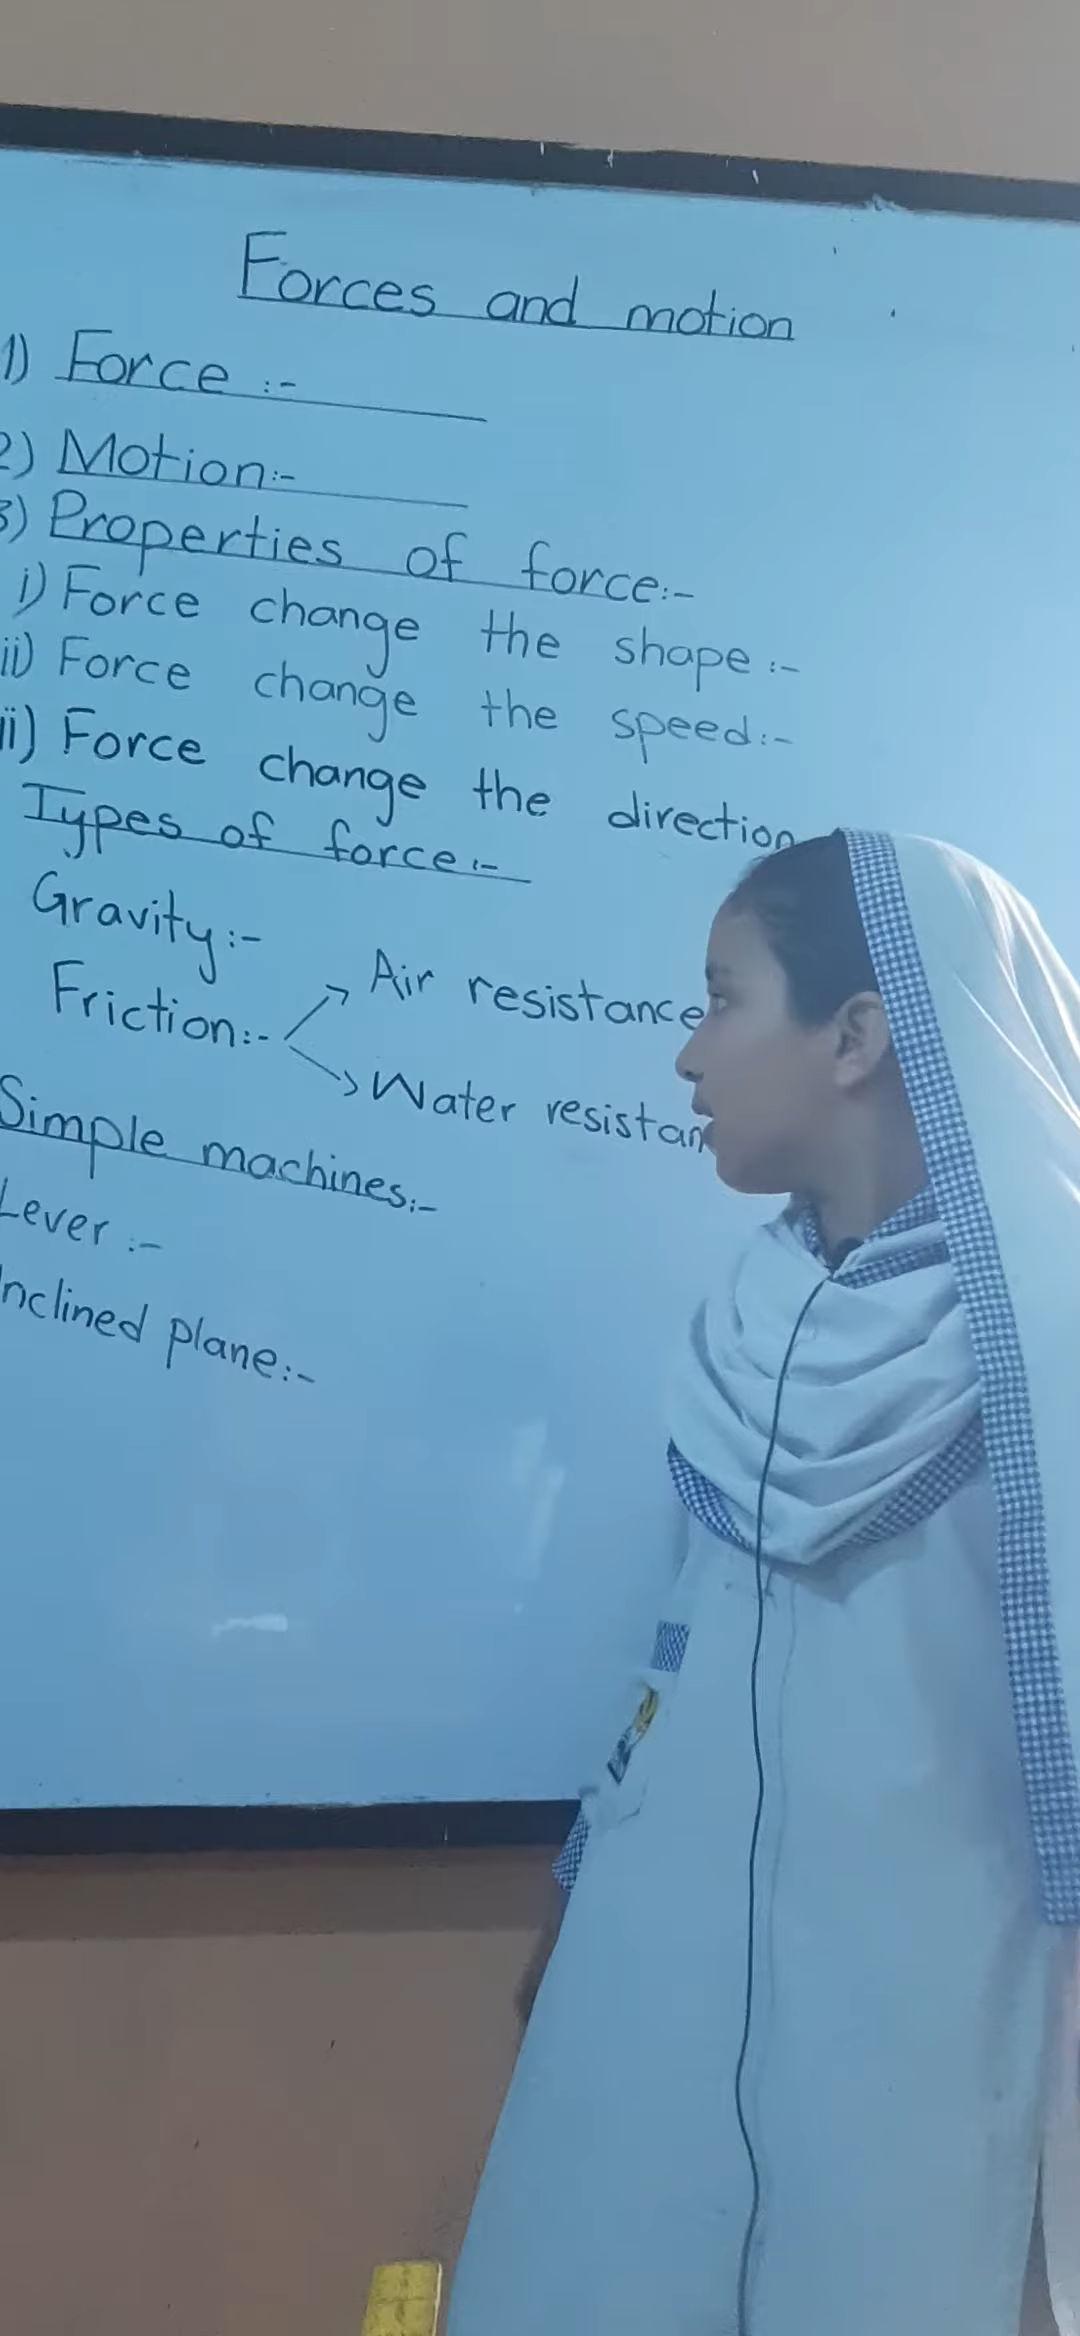 Forces and motion
1) Force :-
2) Motion:-
3) Properties of force:-
i) Force change the shape :-
ii) Force change the speed:-
ii) Force change the direction
Types of force:-
Gravity:-
Friction:- → Air resistance
→ Water resistan
Simple machines:-
Lever :-
Inclined plane:-